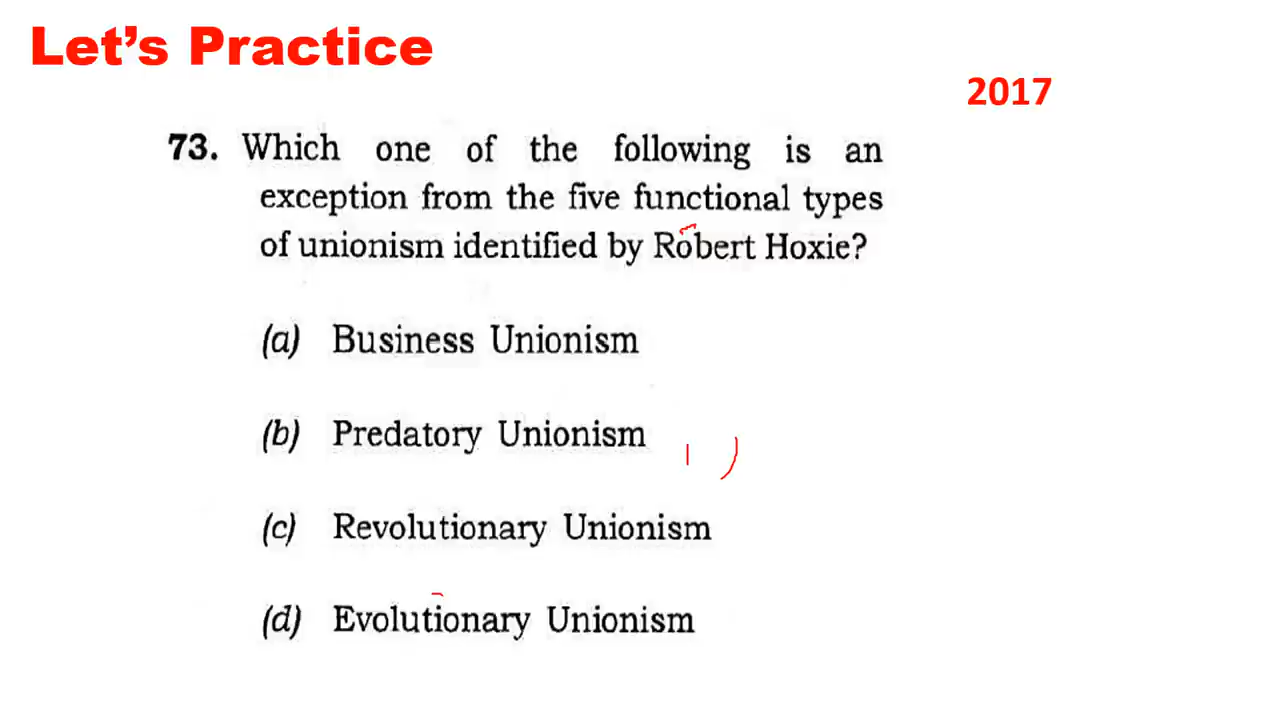 Let's Practice
2017
73. Which one of the following is an
exception from the five functional types
of unionism identified by Robert Hoxie?
(a) Business Unionism
(b) Predatory Unionism
(c) Revolutionary Unionism
(d) Evolutionary Unionism